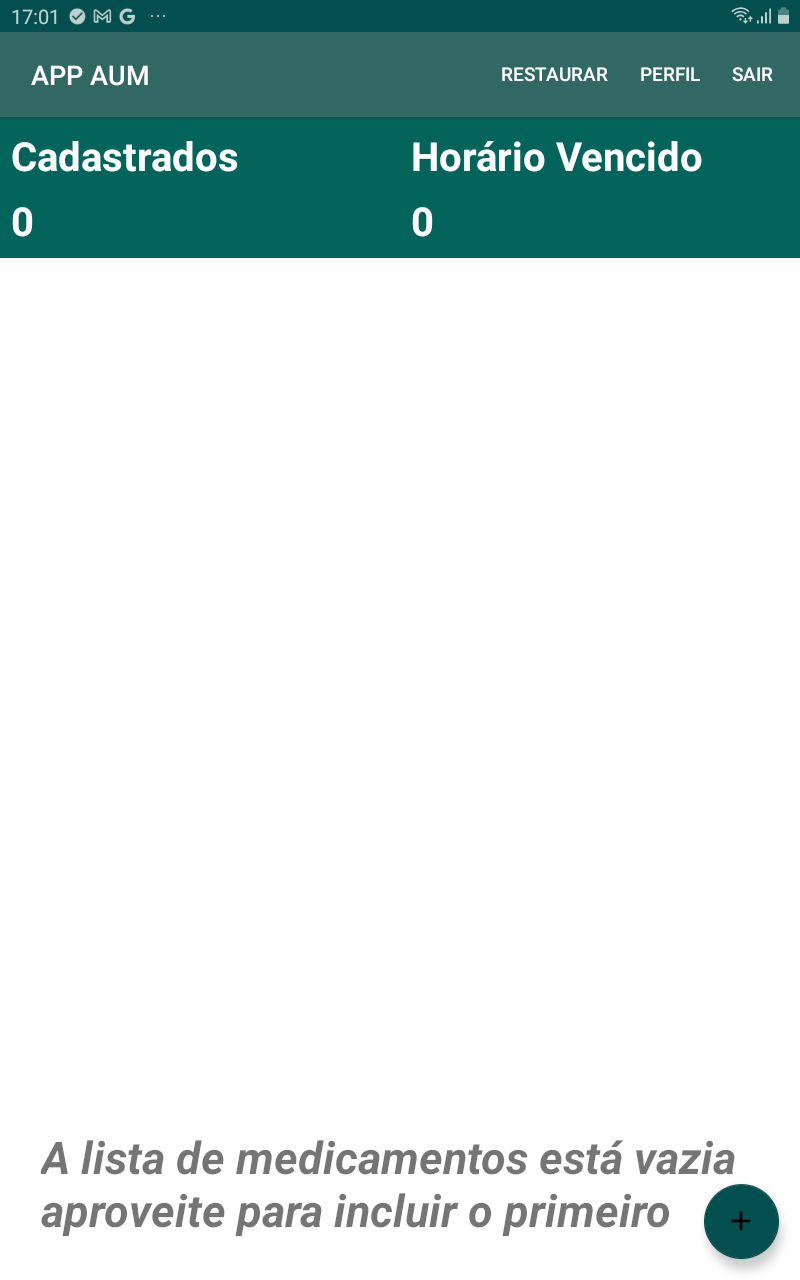 17:01
APP AUM RESTAURAR PERFIL SAIR
Cadastrados Horário Vencido
0 0
A lista de medicamentos está vazia
aproveite para incluir o primeiro
+